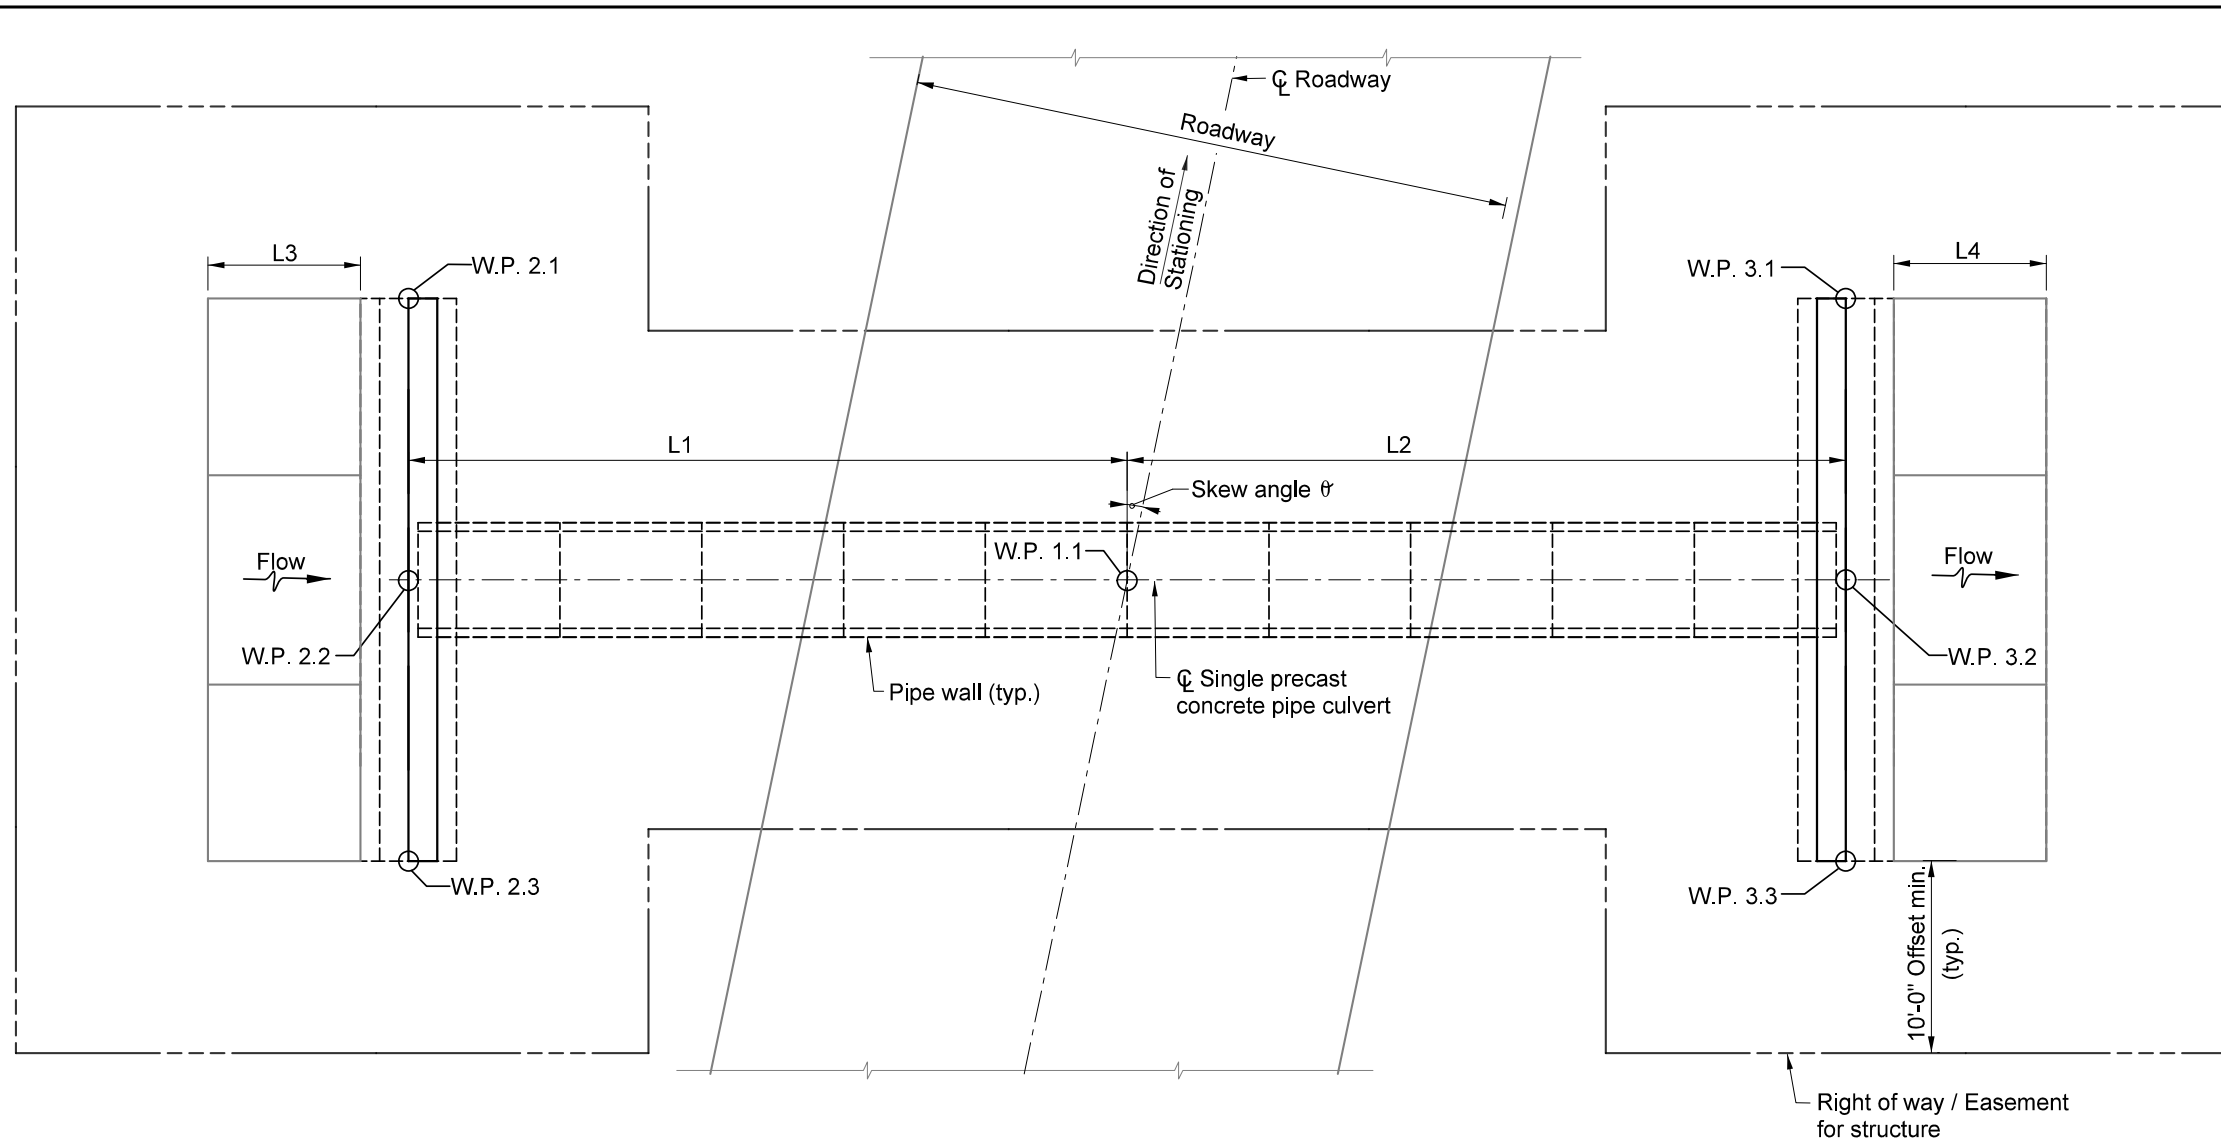 ℄ Roadway
Roadway
Direction of
Stationing
L3
W.P. 2.1
W.P. 3.1
L4
L1
L2
Skew angle θ
W.P. 1.1
Flow
Flow
W.P. 2.2
W.P. 3.2
Pipe wall (typ.)
℄ Single precast
concrete pipe culvert
W.P. 2.3
W.P. 3.3
10'-0" Offset min.
(typ.)
Right of way / Easement
for structure